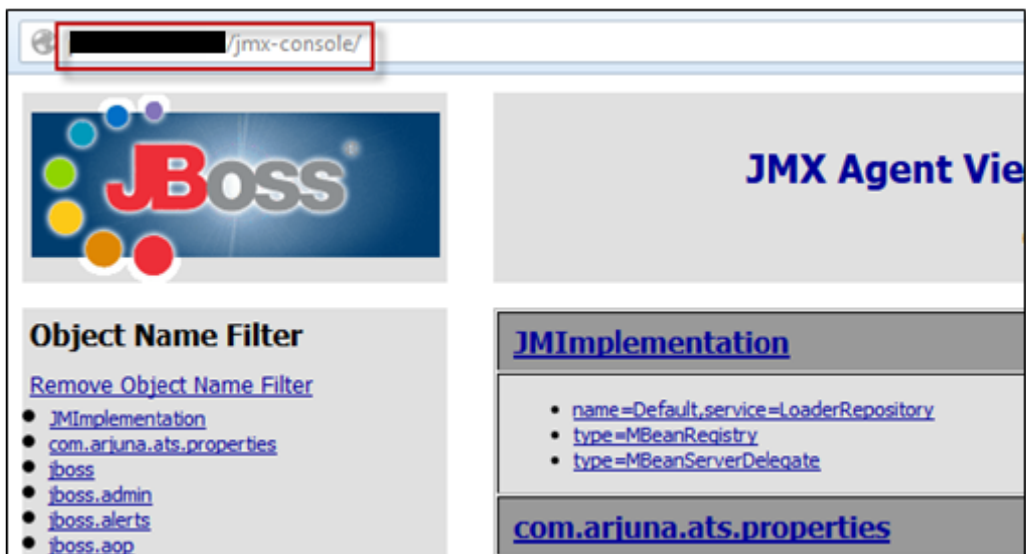 /jmx-console/
JBoss
JMX Agent Vie
Object Name Filter
Remove Object Name Filter
JMImplementation
com.arjuna.ats.properties
jboss
jboss.admin
jboss.alerts
jboss.aop
JMImplementation
name=Default,service=LoaderRepository
type=MBeanRegistry
type=MBeanServerDelegate
com.arjuna.ats.properties